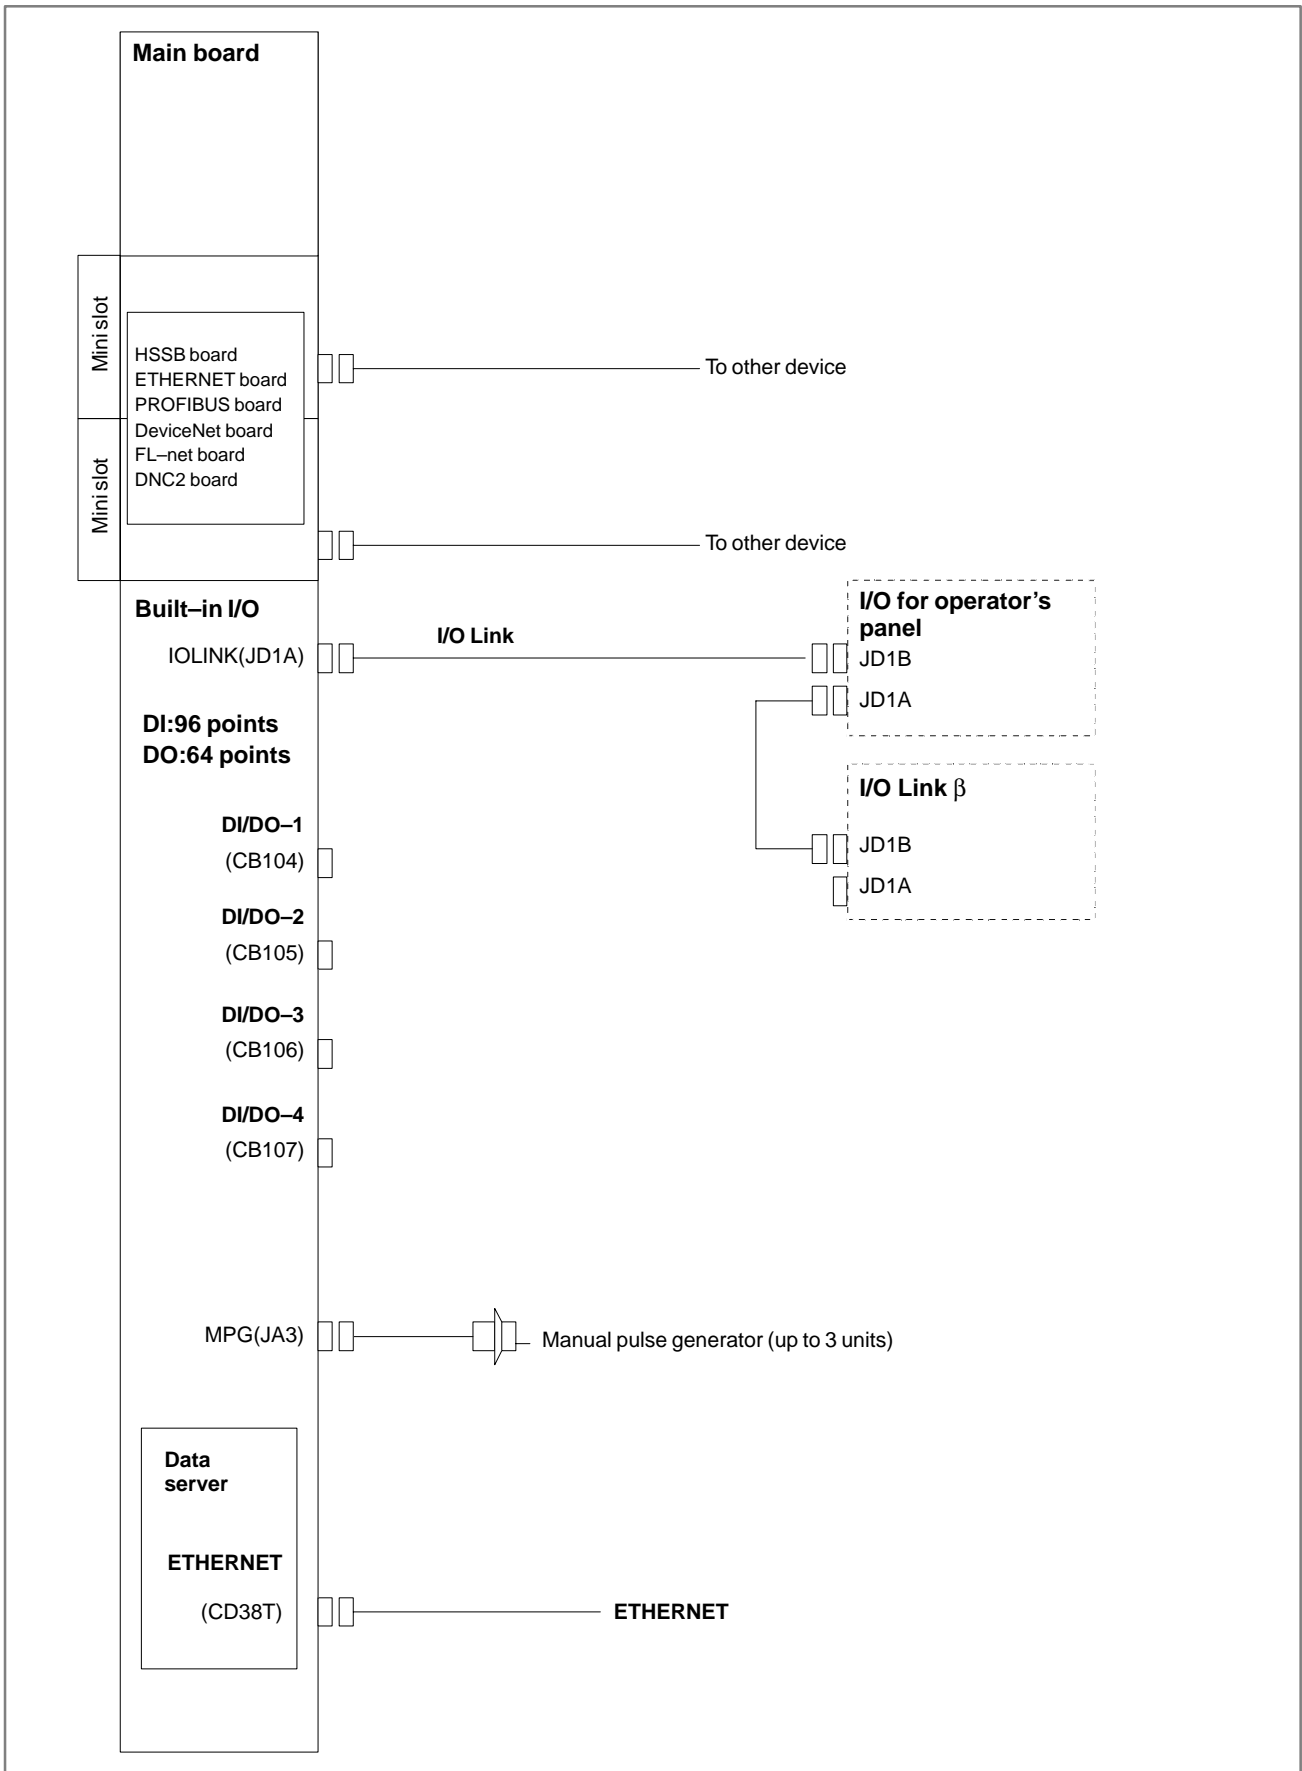 Main board
Mini slot
HSSB board
ETHERNET board
PROFIBUS board
DeviceNet board
FL–net board
DNC2 board
To other device
Mini slot
To other device
Built–in I/O
IOLINK(JD1A)
I/O Link
I/O for operator’s
panel
JD1B
JD1A
DI:96 points
DO:64 points
I/O Link β
JD1B
JD1A
DI/DO–1
(CB104)
DI/DO–2
(CB105)
DI/DO–3
(CB106)
DI/DO–4
(CB107)
MPG(JA3)
Manual pulse generator (up to 3 units)
Data
server
ETHERNET
(CD38T)
ETHERNET